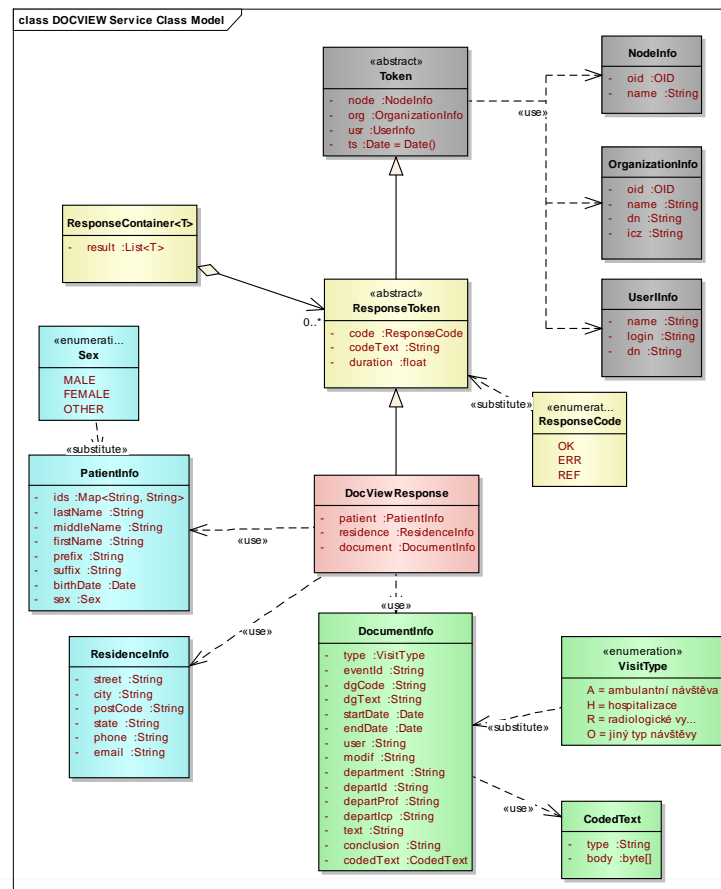 class DOCVIEW Service Class Model
«abstract»
Token
- node :NodeInfo
- org :OrganizationInfo
- usr :UserInfo
- ts :Date = Date()
NodeInfo
- oid :OID
- name :String
«use»
OrganizationInfo
- oid :OID
- name :String
- dn :String
- icz :String
UserIInfo
- name :String
- login :String
- dn :String
ResponseContainer<T>
- result :List<T>
0..*
«abstract»
ResponseToken
- code :ResponseCode
- codeText :String
- duration :float
«enumerati...
Sex
MALE
FEMALE
OTHER
«substitute»
«substitute»
«enumerat...
ResponseCode
OK
ERR
REF
PatientInfo
- ids :Map<String, String>
- lastName :String
- middleName :String
- firstName :String
- prefix :String
- suffix :String
- birthDate :Date
- sex :Sex
«use»
DocViewResponse
- patient :PatientInfo
- residence :ResidenceInfo
- document :DocumentInfo
«use»
«use»
ResidenceInfo
- street :String
- city :String
- postCode :String
- state :String
- phone :String
- email :String
DocumentInfo
- type :VisitType
- eventId :String
- dgCode :String
- dgText :String
- startDate :Date
- endDate :Date
- user :String
- modif :String
- department :String
- departId :String
- departProf :String
- departIcp :String
- text :String
- conclusion :String
- codedText :CodedText
«substitute»
«enumeration»
VisitType
A = ambulantní návštěva
H = hospitalizace
R = radiologické vy...
O = jiný typ návštěvy
«use»
CodedText
- type :String
- body :byte[]